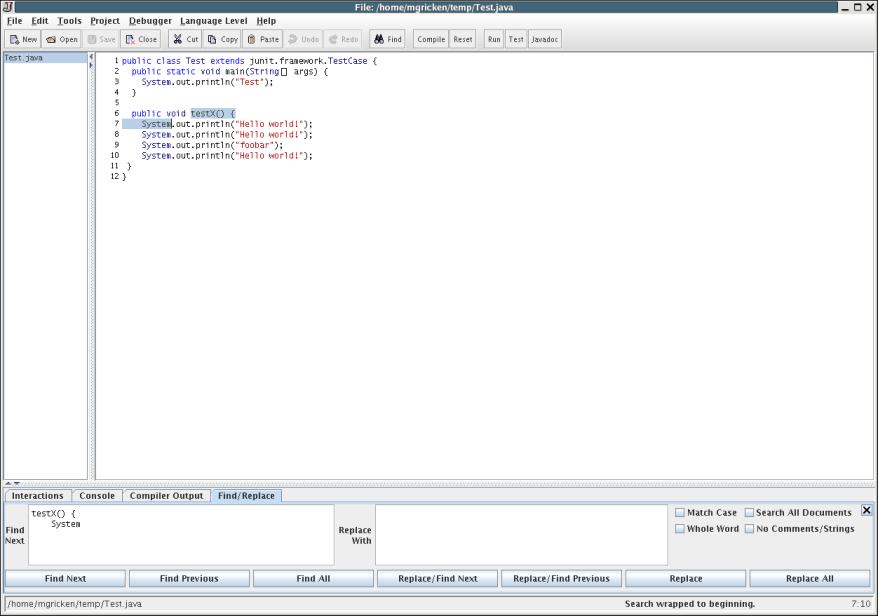 File: /home/mgricken/temp/Test.java
File Edit Tools Project Debugger Language Level Help
New Open Save Close Cut Copy Paste Undo Redo Find Compile Reset Run Test Javadoc
Test.java
1 public class Test extends junit.framework.TestCase {
2 public static void main(String[] args) {
3 System.out.println("Test");
4 }
5
6 public void testX() {
7 System.out.println("Hello world!");
8 System.out.println("Hello world!");
9 System.out.println("foobar");
10 System.out.println("Hello world!");
11 }
12 }
Interactions Console Compiler Output Find/Replace
Find Next
testX() {
System
Replace With
Match Case Search All Documents
Whole Word No Comments/Strings
Find Next Find Previous Find All Replace/Find Next Replace/Find Previous Replace Replace All
/home/mgricken/temp/Test.java Search wrapped to beginning. 7:10